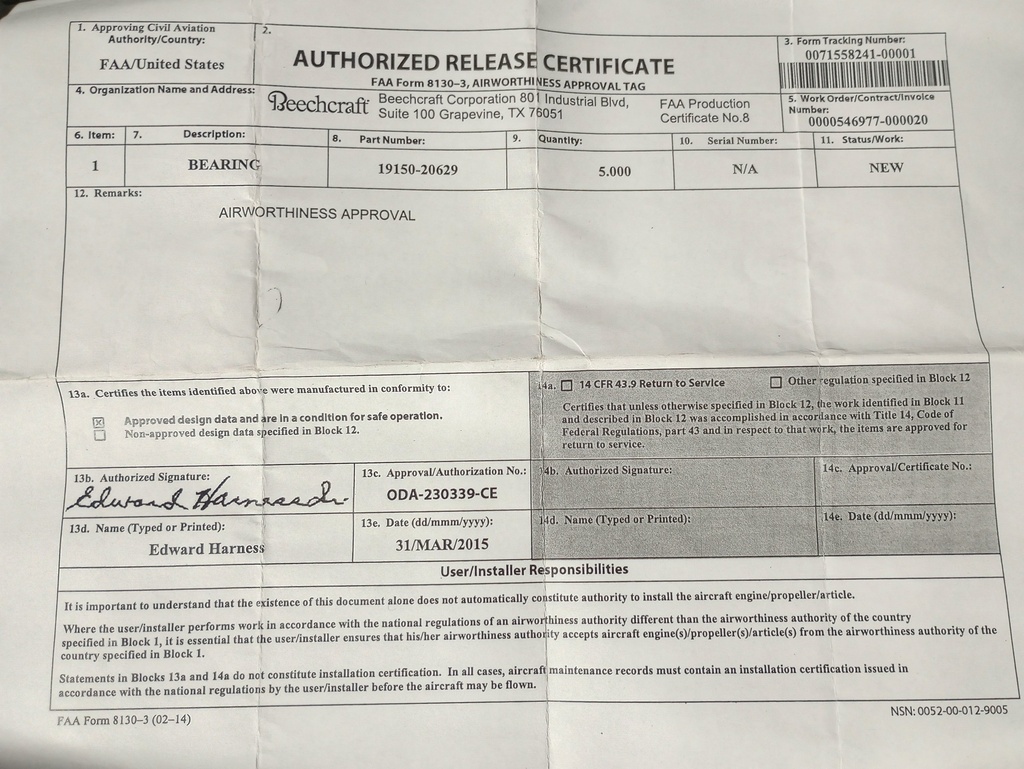 1. Approving Civil Aviation
Authority/Country:
FAA/United States
2.
AUTHORIZED RELEASE CERTIFICATE
FAA Form 8130–3, AIRWORTHINESS APPROVAL TAG
3. Form Tracking Number:
0071558241-00001
4. Organization Name and Address:
Beechcraft
Beechcraft Corporation 801 Industrial Blvd,
Suite 100 Grapevine, TX 76051
FAA Production
Certificate No.8
5. Work Order/Contract/Invoice
Number:
0000546977-000020
6. Item:
7. Description:
8. Part Number:
9. Quantity:
10. Serial Number:
11. Status/Work:
1
BEARING
19150-20629
5.000
N/A
NEW
12. Remarks:
AIRWORTHINESS APPROVAL
13a. Certifies the items identified above were manufactured in conformity to:
Approved design data and are in a condition for safe operation.
Non-approved design data specified in Block 12.
14a. 14 CFR 43.9 Return to Service
Other regulation specified in Block 12
Certifies that unless otherwise specified in Block 12, the work identified in Block 11
and described in Block 12 was accomplished in accordance with Title 14, Code of
Federal Regulations, part 43 and in respect to that work, the items are approved for
return to service.
13b. Authorized Signature:
Edward Harness
13c. Approval/Authorization No.:
ODA-230339-CE
14b. Authorized Signature:
14c. Approval/Certificate No.:
13d. Name (Typed or Printed):
Edward Harness
13e. Date (dd/mmm/yyyy):
31/MAR/2015
14d. Name (Typed or Printed):
14e. Date (dd/mmm/yyyy):
User/Installer Responsibilities
It is important to understand that the existence of this document alone does not automatically constitute authority to install the aircraft engine/propeller/article.
Where the user/installer performs work in accordance with the national regulations of an airworthiness authority different than the airworthiness authority of the country
specified in Block 1, it is essential that the user/installer ensures that his/her airworthiness authority accepts aircraft engine(s)/propeller(s)/article(s) from the airworthiness authority of the
country specified in Block 1.
Statements in Blocks 13a and 14a do not constitute installation certification. In all cases, aircraft maintenance records must contain an installation certification issued in
accordance with the national regulations by the user/installer before the aircraft may be flown.
FAA Form 8130–3 (02–14)
NSN: 0052-00-012-9005